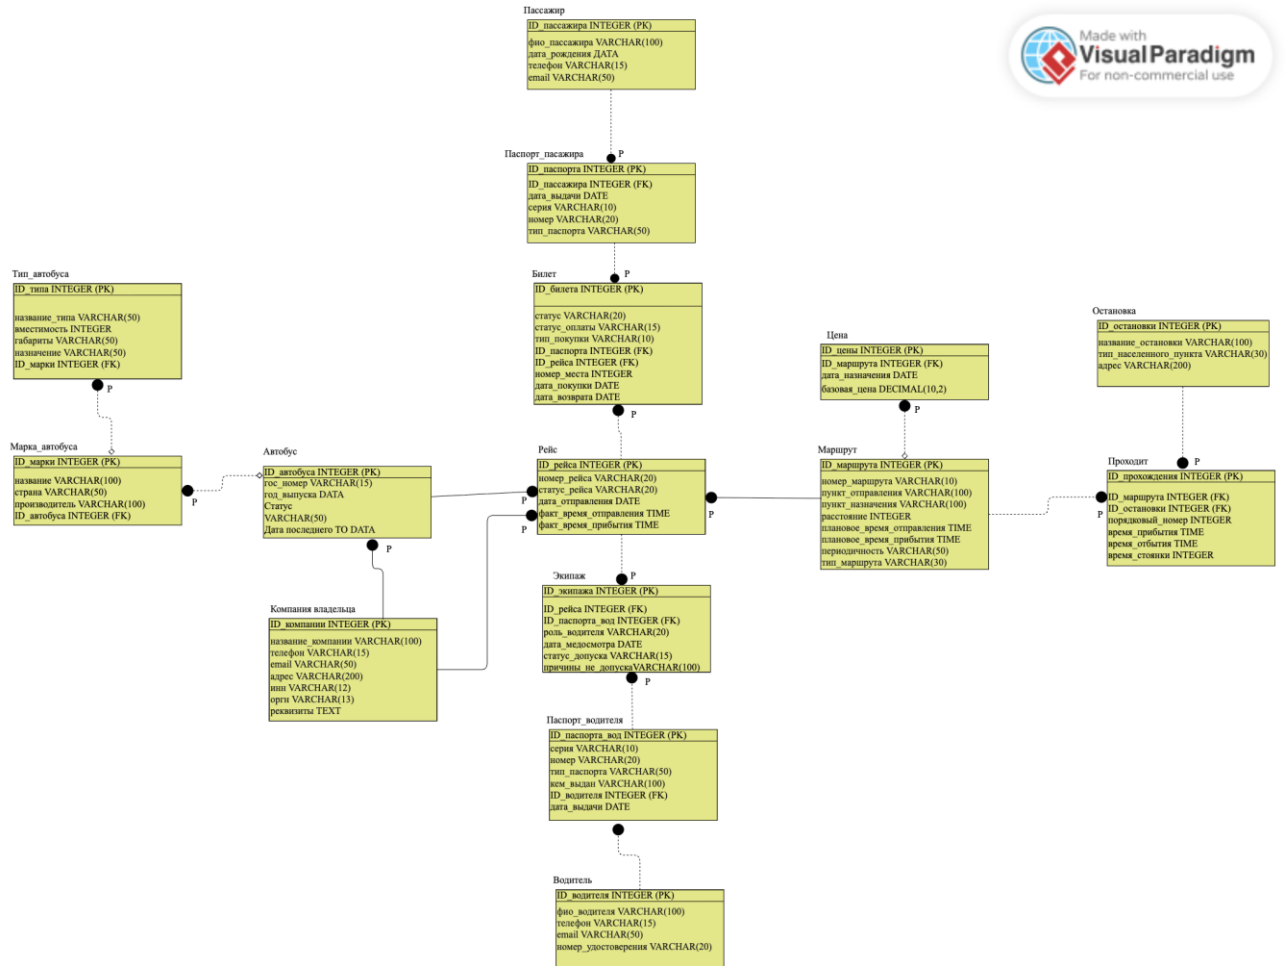 Пассажир
ID_пассажира INTEGER (PK)
фио_пассажира VARCHAR(100)
дата_рождения ДАТА
телефон VARCHAR(15)
email VARCHAR(50)
Made with
Visual Paradigm
For non-commercial use
P
Паспорт_пасажира
ID_паспорта INTEGER (PK)
ID_пассажира INTEGER (FK)
дата_выдачи DATE
серия VARCHAR(10)
номер VARCHAR(20)
тип_паспорта VARCHAR(50)
P
Билет
ID_билета INTEGER (PK)
статус VARCHAR(20)
статус_оплаты VARCHAR(15)
тип_покупки VARCHAR(10)
ID_паспорта INTEGER (FK)
ID_рейса INTEGER (FK)
номер_места INTEGER
дата_покупки DATE
дата_возврата DATE
P
Тип_автобуса
ID_типа INTEGER (PK)
название_типа VARCHAR(50)
вместимость INTEGER
габариты VARCHAR(50)
назначение VARCHAR(50)
ID_марки INTEGER (FK)
P
Марка_автобуса
ID_марки INTEGER (PK)
название VARCHAR(100)
страна VARCHAR(50)
производитель VARCHAR(100)
ID_автобуса INTEGER (FK)
P
Автобус
ID_автобуса INTEGER (PK)
гос_номер VARCHAR(15)
год_выпуска DATA
Статус
VARCHAR(50)
Дата последнего ТО DATA
P
Компания владельца
ID_компании INTEGER (PK)
название_компании VARCHAR(100)
телефон VARCHAR(15)
email VARCHAR(50)
адрес VARCHAR(200)
инн VARCHAR(12)
оргн VARCHAR(13)
реквизиты TEXT
Рейс
ID_рейса INTEGER (PK)
номер_рейса VARCHAR(20)
статус_рейса VARCHAR(20)
дата_отправления DATE
факт_время_отправления TIME
факт_время_прибытия TIME
P
P
P
P
Экипаж
ID_экипажа INTEGER (PK)
ID_рейса INTEGER (FK)
ID_паспорта_вод INTEGER (FK)
роль_водителя VARCHAR(20)
дата_медосмотра DATE
статус_допуска VARCHAR(15)
причины_не_допускаVARCHAR(100)
P
Паспорт_водителя
ID_паспорта_вод INTEGER (PK)
серия VARCHAR(10)
номер VARCHAR(20)
тип_паспорта VARCHAR(50)
кем_выдан VARCHAR(100)
ID_водителя INTEGER (FK)
дата_выдачи DATE
P
Водитель
ID_водителя INTEGER (PK)
фио_водителя VARCHAR(100)
телефон VARCHAR(15)
email VARCHAR(50)
номер_удостоверения VARCHAR(20)
Цена
ID_цены INTEGER (PK)
ID_маршрута INTEGER (FK)
дата_назначения DATE
базовая_цена DECIMAL(10,2)
P
Маршрут
ID_маршрута INTEGER (PK)
номер_маршрута VARCHAR(10)
пункт_отправления VARCHAR(100)
пункт_назначения VARCHAR(100)
расстояние INTEGER
плановое_время_отправления TIME
плановое_время_прибытия TIME
периодичность VARCHAR(50)
тип_маршрута VARCHAR(30)
Остановка
ID_остановки INTEGER (PK)
название_остановки VARCHAR(100)
тип_населенного_пункта VARCHAR(30)
адрес VARCHAR(200)
P
Проходит
ID_прохождения INTEGER (PK)
ID_маршрута INTEGER (FK)
ID_остановки INTEGER (FK)
порядковый_номер INTEGER
время_прибытия TIME
время_отбытия TIME
время_стоянки INTEGER
P